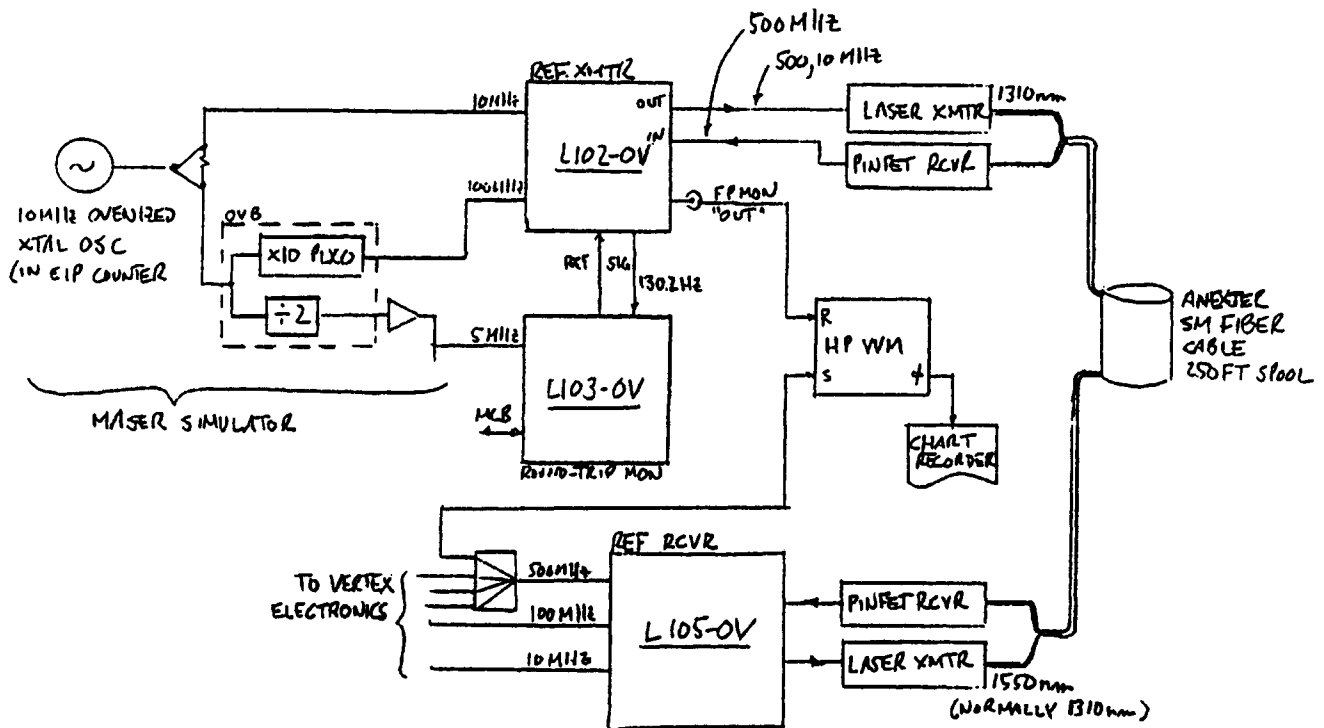 500MHZ
500,10MHZ
REF. XMTR
10MHz
OUT
IN
L102-OV
100MHz
FP MON
"OUT"
LASER XMTR
1310nm
PINFET RCVR
~
10MHz OVENIZED
XTAL OSC
(IN EIP COUNTER
OVB
X10 PLXO
÷2
REF
SIG
130.2HZ
5MHz
L103-OV
MCB
ROUND-TRIP MON
MASER SIMULATOR
R
HP VVM
S
φ
CHART
RECORDER
ANEXTER
SM FIBER
CABLE
250FT SPOOL
REF RCVR
TO VERTEX
ELECTRONICS
500MHz
100MHz
10MHz
L105-OV
PINFET RCVR
LASER XMTR
1550nm
(NORMALLY 1310nm)